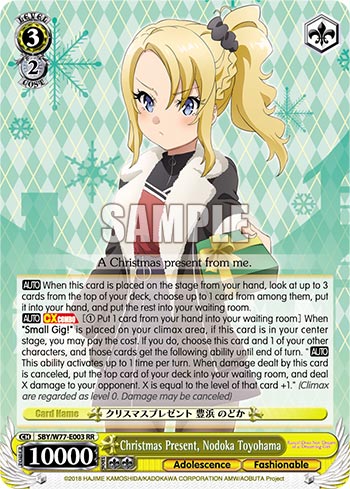 LEVEL
3
2
COST
SAMPLE
A Christmas present from me.
AUTO When this card is placed on the stage from your hand, look at up to 3
cards from the top of your deck, choose up to 1 card from among them, put
it into your hand, and put the rest into your waiting room.
AUTO CX COMBO [① Put 1 card from your hand into your waiting room] When
"Small Gig!" is placed on your climax area, if this card is in your center
stage, you may pay the cost. If you do, choose this card and 1 of your other
characters, and those cards get the following ability until end of turn. "AUTO
This ability activates up to 1 time per turn. When damage dealt by this card
is canceled, put the top card of your deck into your waiting room, and deal
X damage to your opponent. X is equal to the level of that card +1." (Climax
are regarded as level 0. Damage may be canceled)
Card Name
クリスマスプレゼント 豊浜 のどか
CH SBY/W77-E003 RR
Christmas Present, Nodoka Toyohama
10000
Adolescence
Fashionable
©2018 HAJIME KAMOSHIDA/KADOKAWA CORPORATION AMW/AOBUTA Project